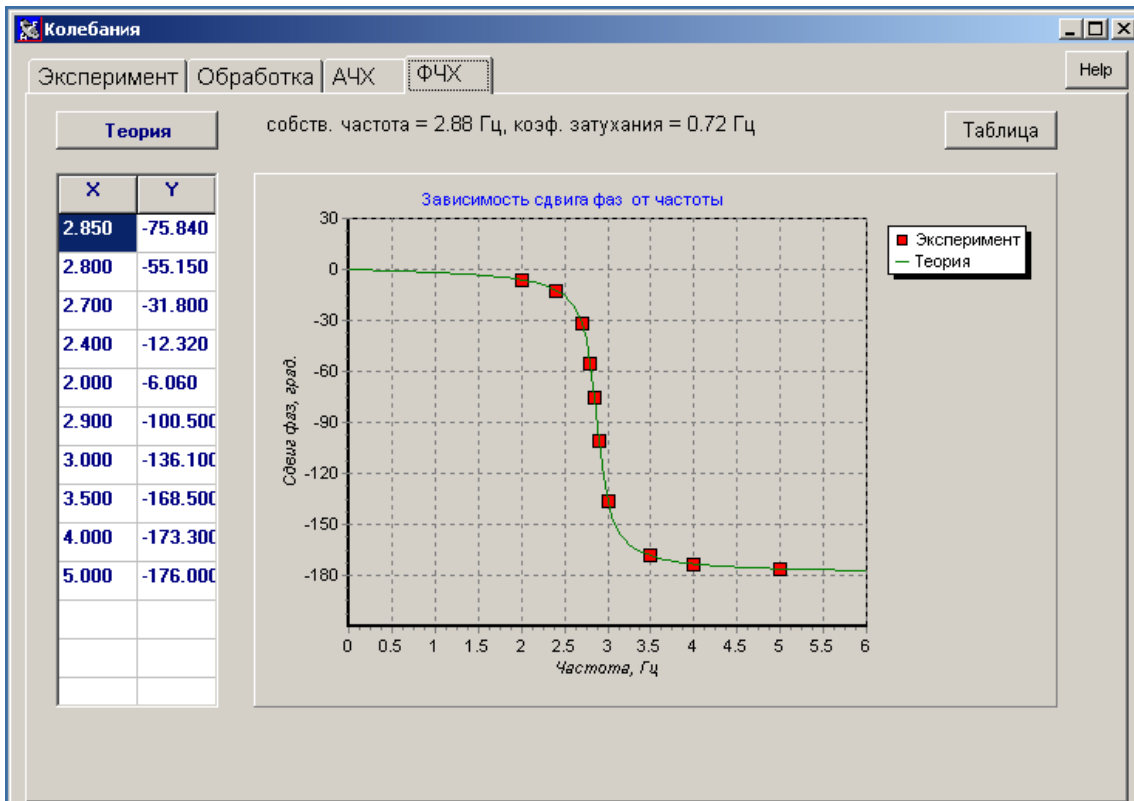 Колебания
Эксперимент Обработка АЧХ ФЧХ Help
Теория собств. частота = 2.88 Гц, коэф. затухания = 0.72 Гц Таблица
X Y
2.850 -75.840
2.800 -55.150
2.700 -31.800
2.400 -12.320
2.000 -6.060
2.900 -100.500
3.000 -136.100
3.500 -168.500
4.000 -173.300
5.000 -176.000
Зависимость сдвига фаз от частоты
30
0
-30
-60
-90
-120
-150
-180
Сдвиг фаз, град.
0 0.5 1 1.5 2 2.5 3 3.5 4 4.5 5 5.5 6
Частота, Гц
Эксперимент
Теория